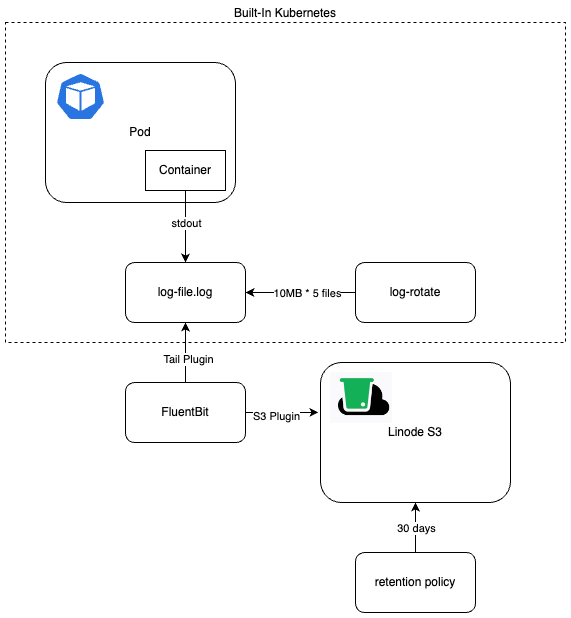 Built-In Kubernetes
Pod
Container
stdout
log-file.log
10MB * 5 files
log-rotate
Tail Plugin
FluentBit
S3 Plugin
Linode S3
30 days
retention policy